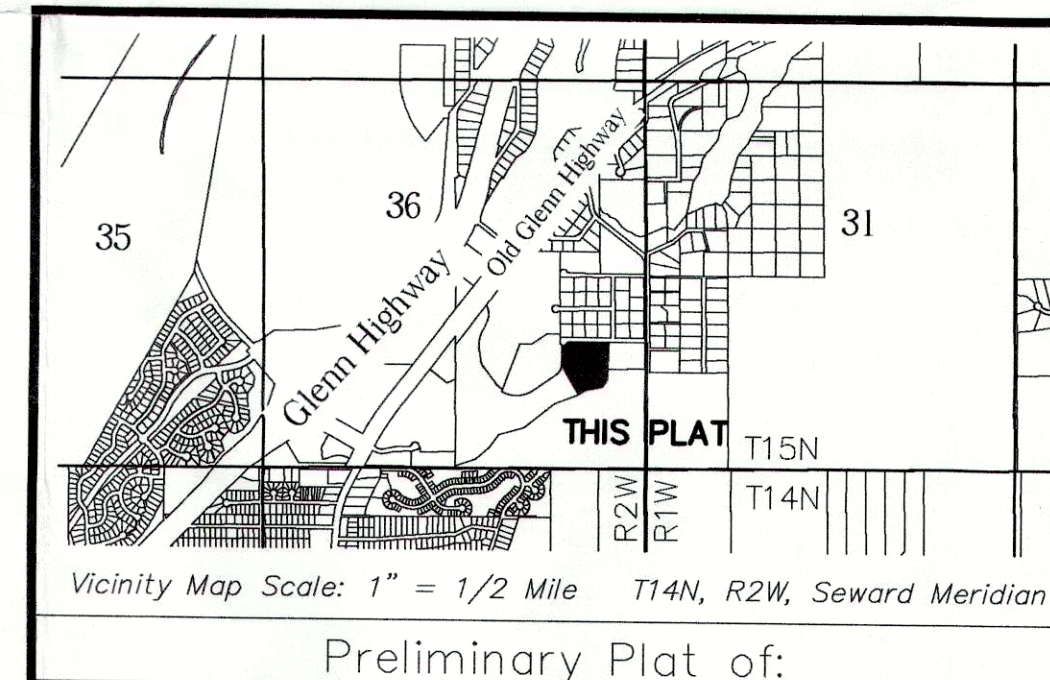 35
36
31
Glenn Highway
Old Glenn Highway
THIS PLAT
T15N
T14N
R2W
R1W
Vicinity Map Scale: 1" = 1/2 Mile T14N, R2W, Seward Meridian
Preliminary Plat of: